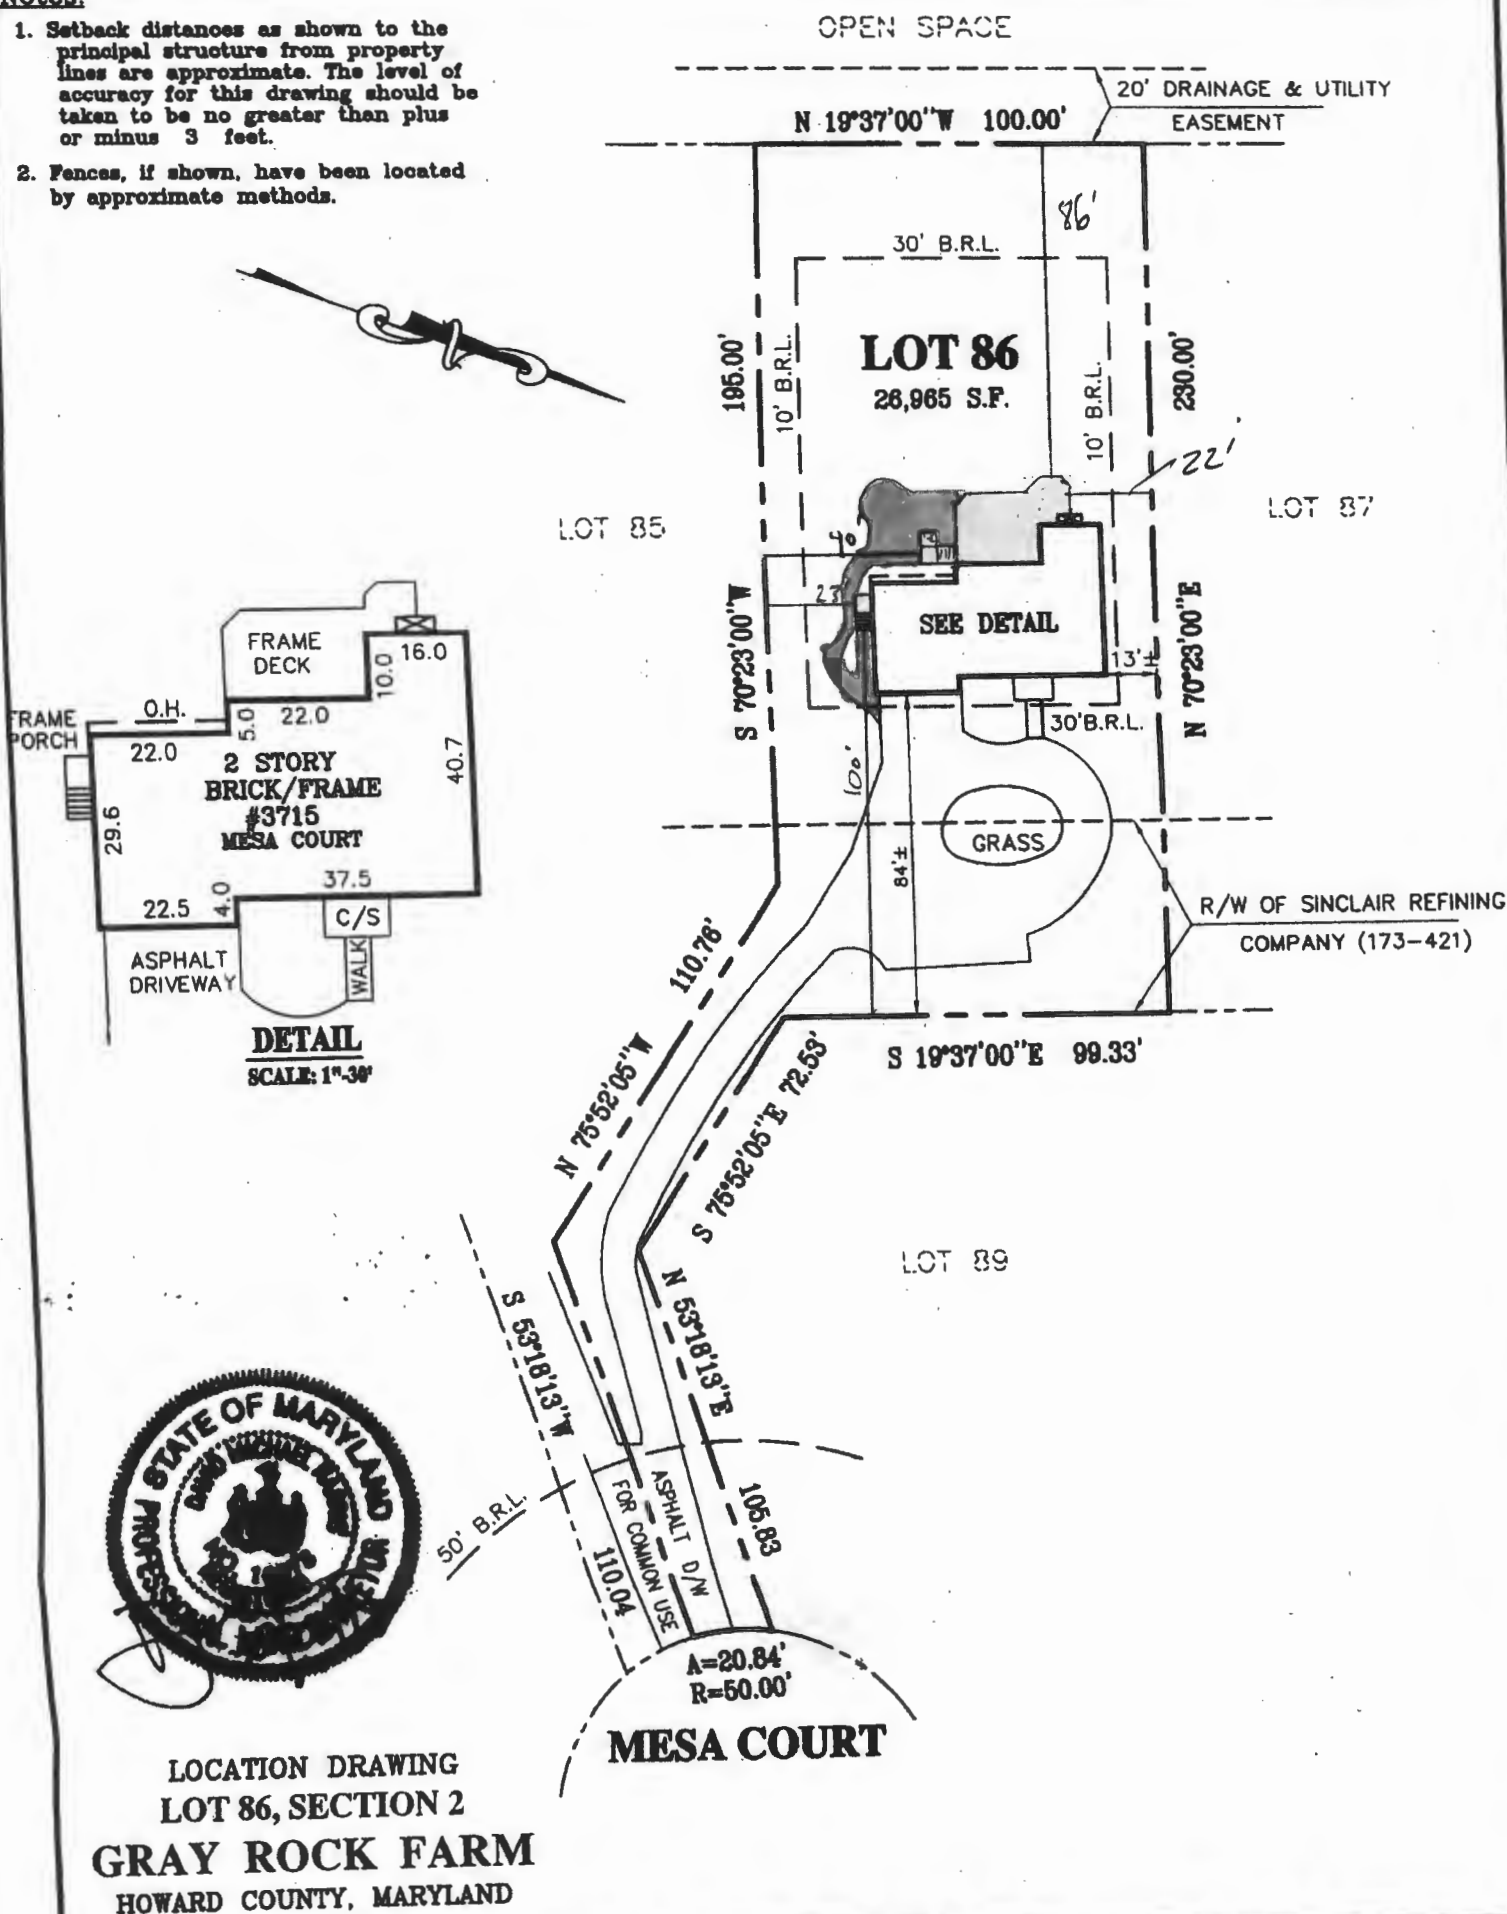 Notes:
1. Setback distances as shown to the
principal structure from property
lines are approximate. The level of
accuracy for this drawing should be
taken to be no greater than plus
or minus 3 feet.
2. Fences, if shown, have been located
by approximate methods.
OPEN SPACE
20' DRAINAGE & UTILITY
EASEMENT
N 19°37'00"W 100.00'
86'
30' B.R.L.
LOT 86
26,965 S.F.
195.00'
10' B.R.L.
10' B.R.L.
230.00'
22'
LOT 85
LOT 87
40
23'
SEE DETAIL
13'±
S 70°23'00"W
N 70°23'00"E
30'B.R.L.
100'
84'±
GRASS
R/W OF SINCLAIR REFINING
COMPANY (173-421)
FRAME
DECK
16.0
10.0
O.H.
FRAME
PORCH
5.0
22.0
22.0
2 STORY
BRICK/FRAME
#3715
MESA COURT
40.7
29.6
37.5
22.5
4.0
C/S
WALK
ASPHALT
DRIVEWAY
DETAIL
SCALE: 1"-30'
110.76'
N 75°52'05"W
S 19°37'00"E 99.33'
S 75°52'05"E 72.53'
LOT 89
S 53°18'13"W
N 53°18'13"E
50' B.R.L.
110.04
FOR COMMON USE
ASPHALT D/W
105.83
A=20.84'
R=50.00'
MESA COURT
STATE OF MARYLAND
LOCATION DRAWING
LOT 86, SECTION 2
GRAY ROCK FARM
HOWARD COUNTY, MARYLAND